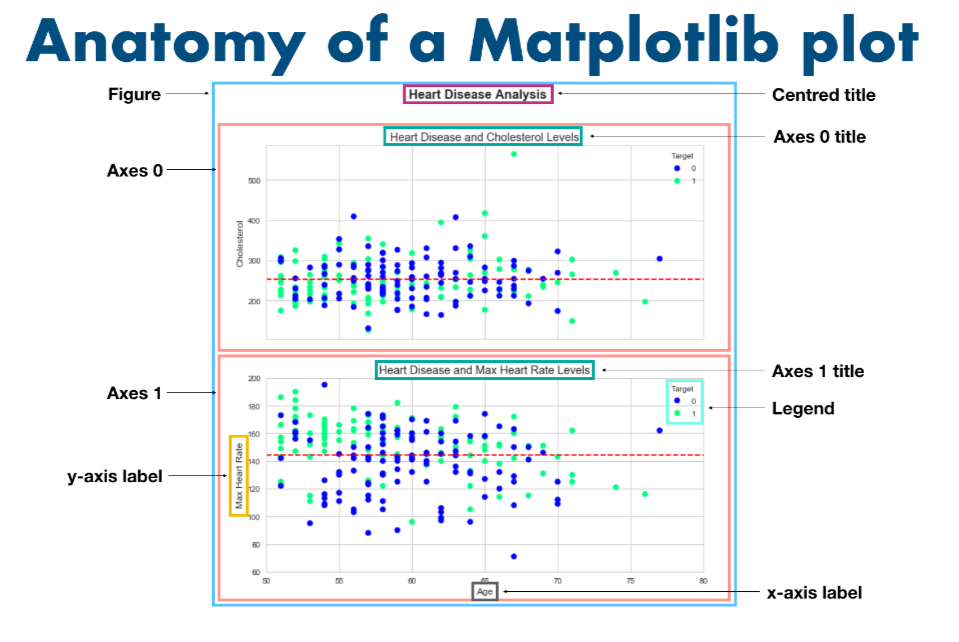 Anatomy of a Matplotlib plot
Figure
Heart Disease Analysis
Centred title
Heart Disease and Cholesterol Levels
Axes 0 title
Axes 0
Target
0
1
500
400
300
200
Cholesterol
Heart Disease and Max Heart Rate Levels
Axes 1 title
Axes 1
Target
0
1
Legend
200
180
160
140
120
100
80
60
Max Heart Rate
y-axis label
50 55 60 65 70 75 80
Age
x-axis label